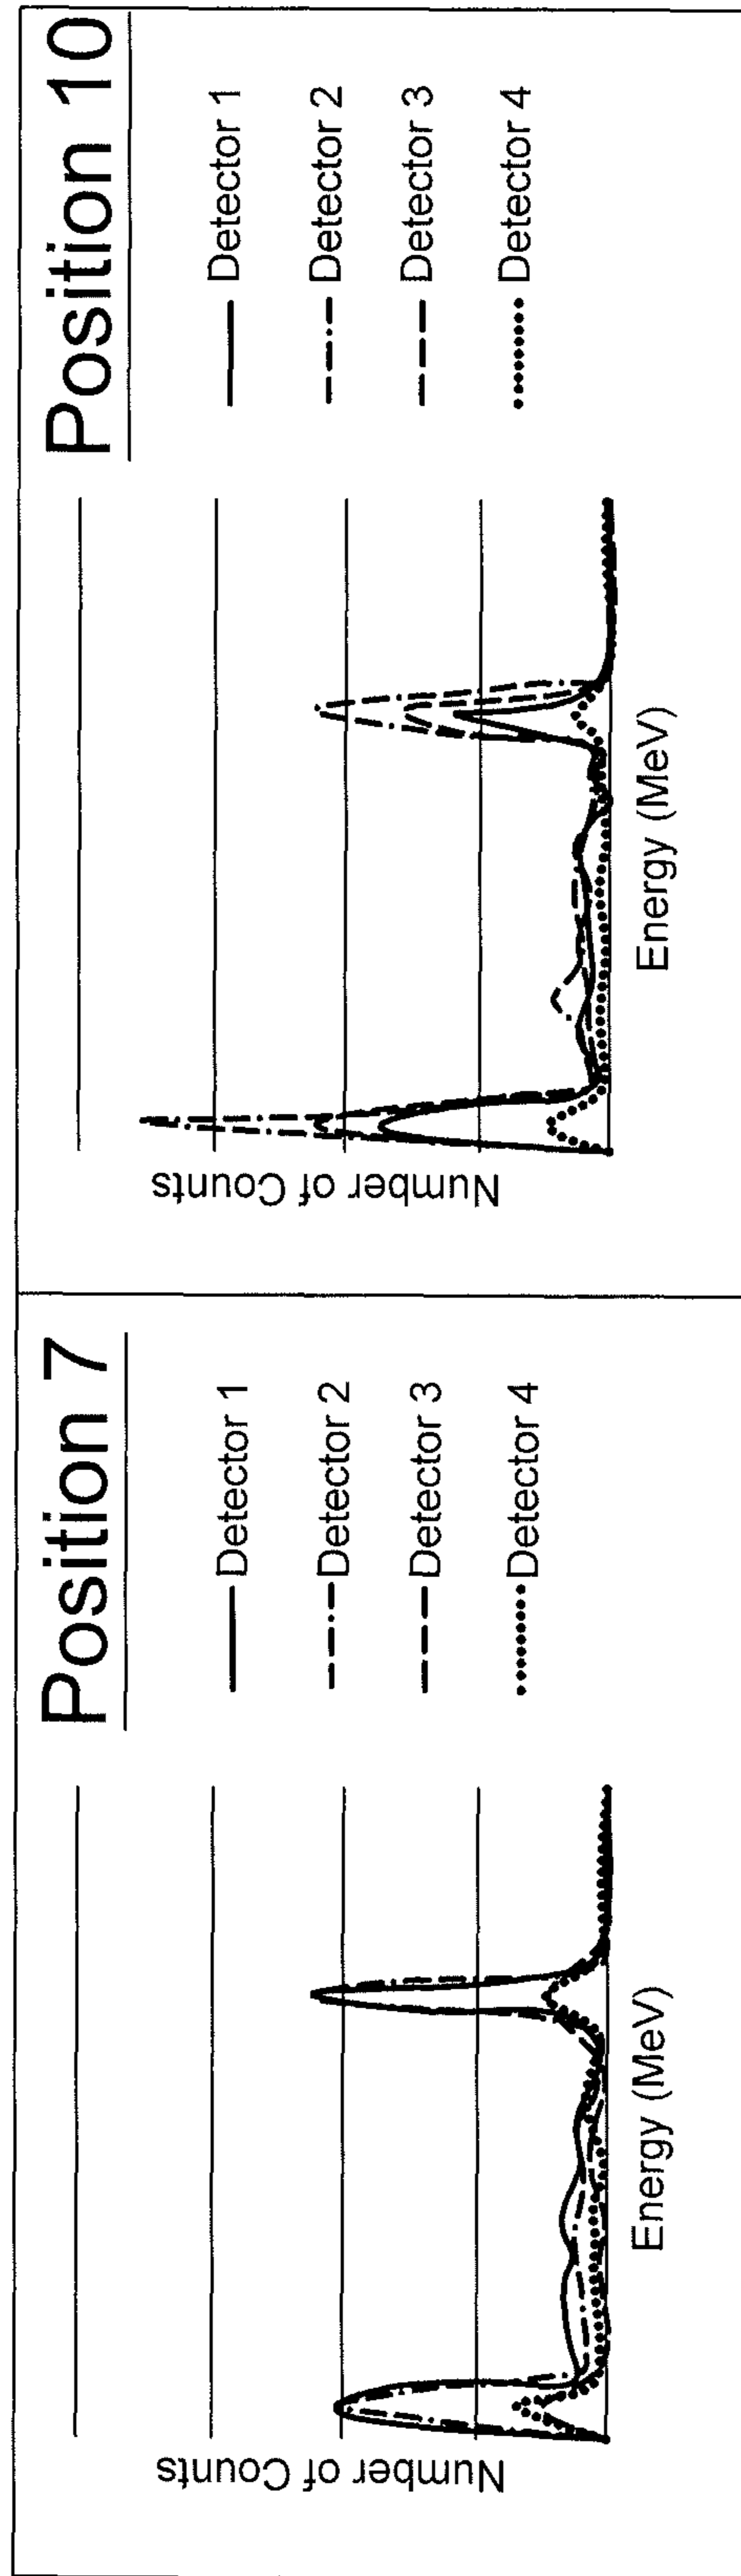 Position 7
Number of Counts
Energy (MeV)
Detector 1
Detector 2
Detector 3
Detector 4
Position 10
Number of Counts
Energy (MeV)
Detector 1
Detector 2
Detector 3
Detector 4